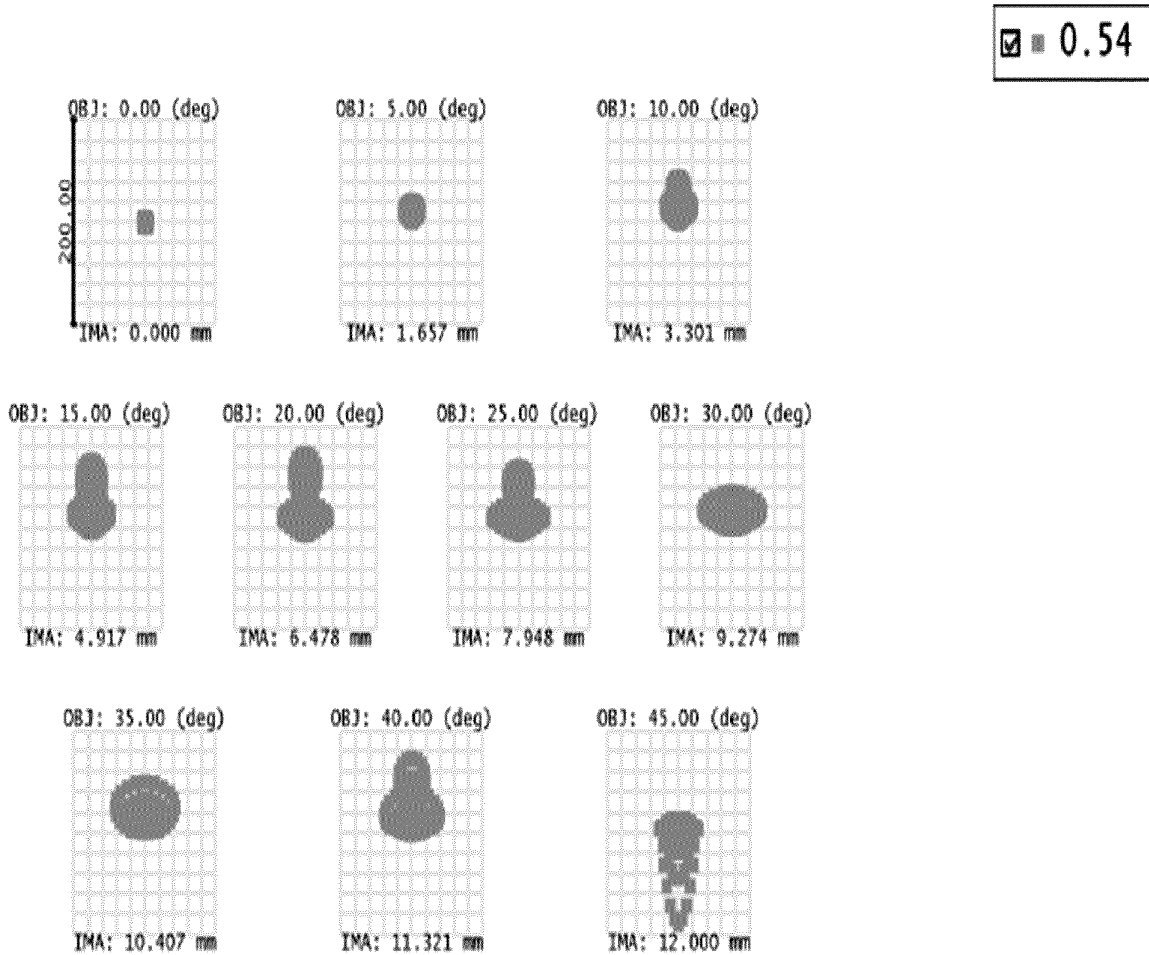 0.54
OBJ: 0.00 (deg)
OBJ: 5.00 (deg)
OBJ: 10.00 (deg)
200.00
IMA: 0.000 mm
IMA: 1.657 mm
IMA: 3.301 mm
OBJ: 15.00 (deg)
OBJ: 20.00 (deg)
OBJ: 25.00 (deg)
OBJ: 30.00 (deg)
IMA: 4.917 mm
IMA: 6.478 mm
IMA: 7.948 mm
IMA: 9.274 mm
OBJ: 35.00 (deg)
OBJ: 40.00 (deg)
OBJ: 45.00 (deg)
IMA: 10.407 mm
IMA: 11.321 mm
IMA: 12.000 mm